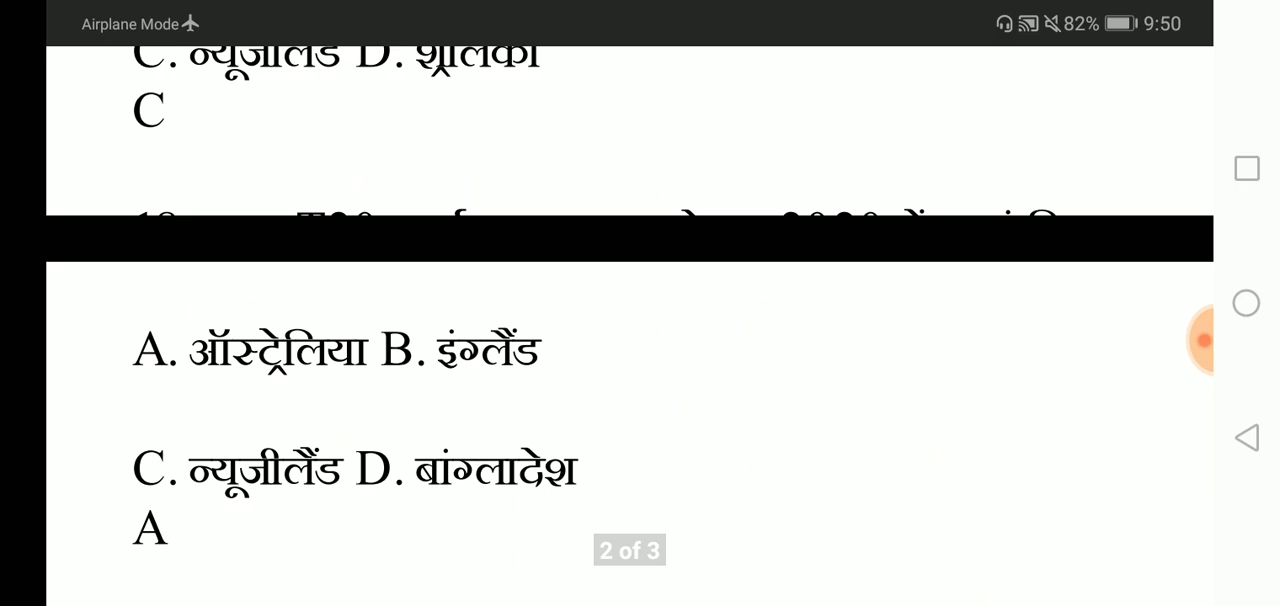 Airplane Mode 82% 9:50
C. न्यूजीलैंड D. श्रीलंका
C
A. ऑस्ट्रेलिया B. इंग्लैंड
C. न्यूजीलैंड D. बांग्लादेश
A
2 of 3